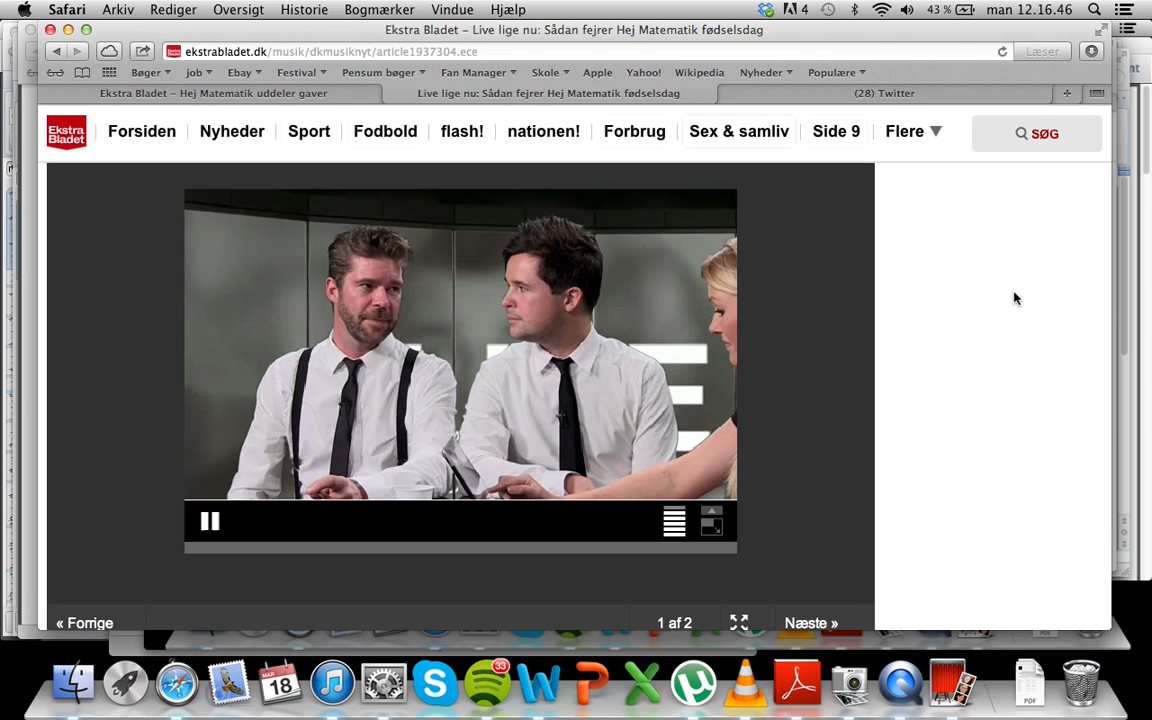 Safari Arkiv Rediger Oversigt Historie Bogmærker Vindue Hjælp 4 43 % man 12.16.46
Ekstra Bladet – Live lige nu: Sådan fejrer Hej Matematik fødselsdag
ekstrabladet.dk/musik/dkmusiknyt/article1937304.ece Læser
Bøger job Ebay Festival Pensum bøger Fan Manager Skole Apple Yahoo! Wikipedia Nyheder Populære
Ekstra Bladet – Hej Matematik uddeler gaver Live lige nu: Sådan fejrer Hej Matematik fødselsdag (28) Twitter
Ekstra Bladet Forsiden Nyheder Sport Fodbold flash! nationen! Forbrug Sex & samliv Side 9 Flere SØG
« Forrige 1 af 2 Næste »
MAR 18 33
PDF